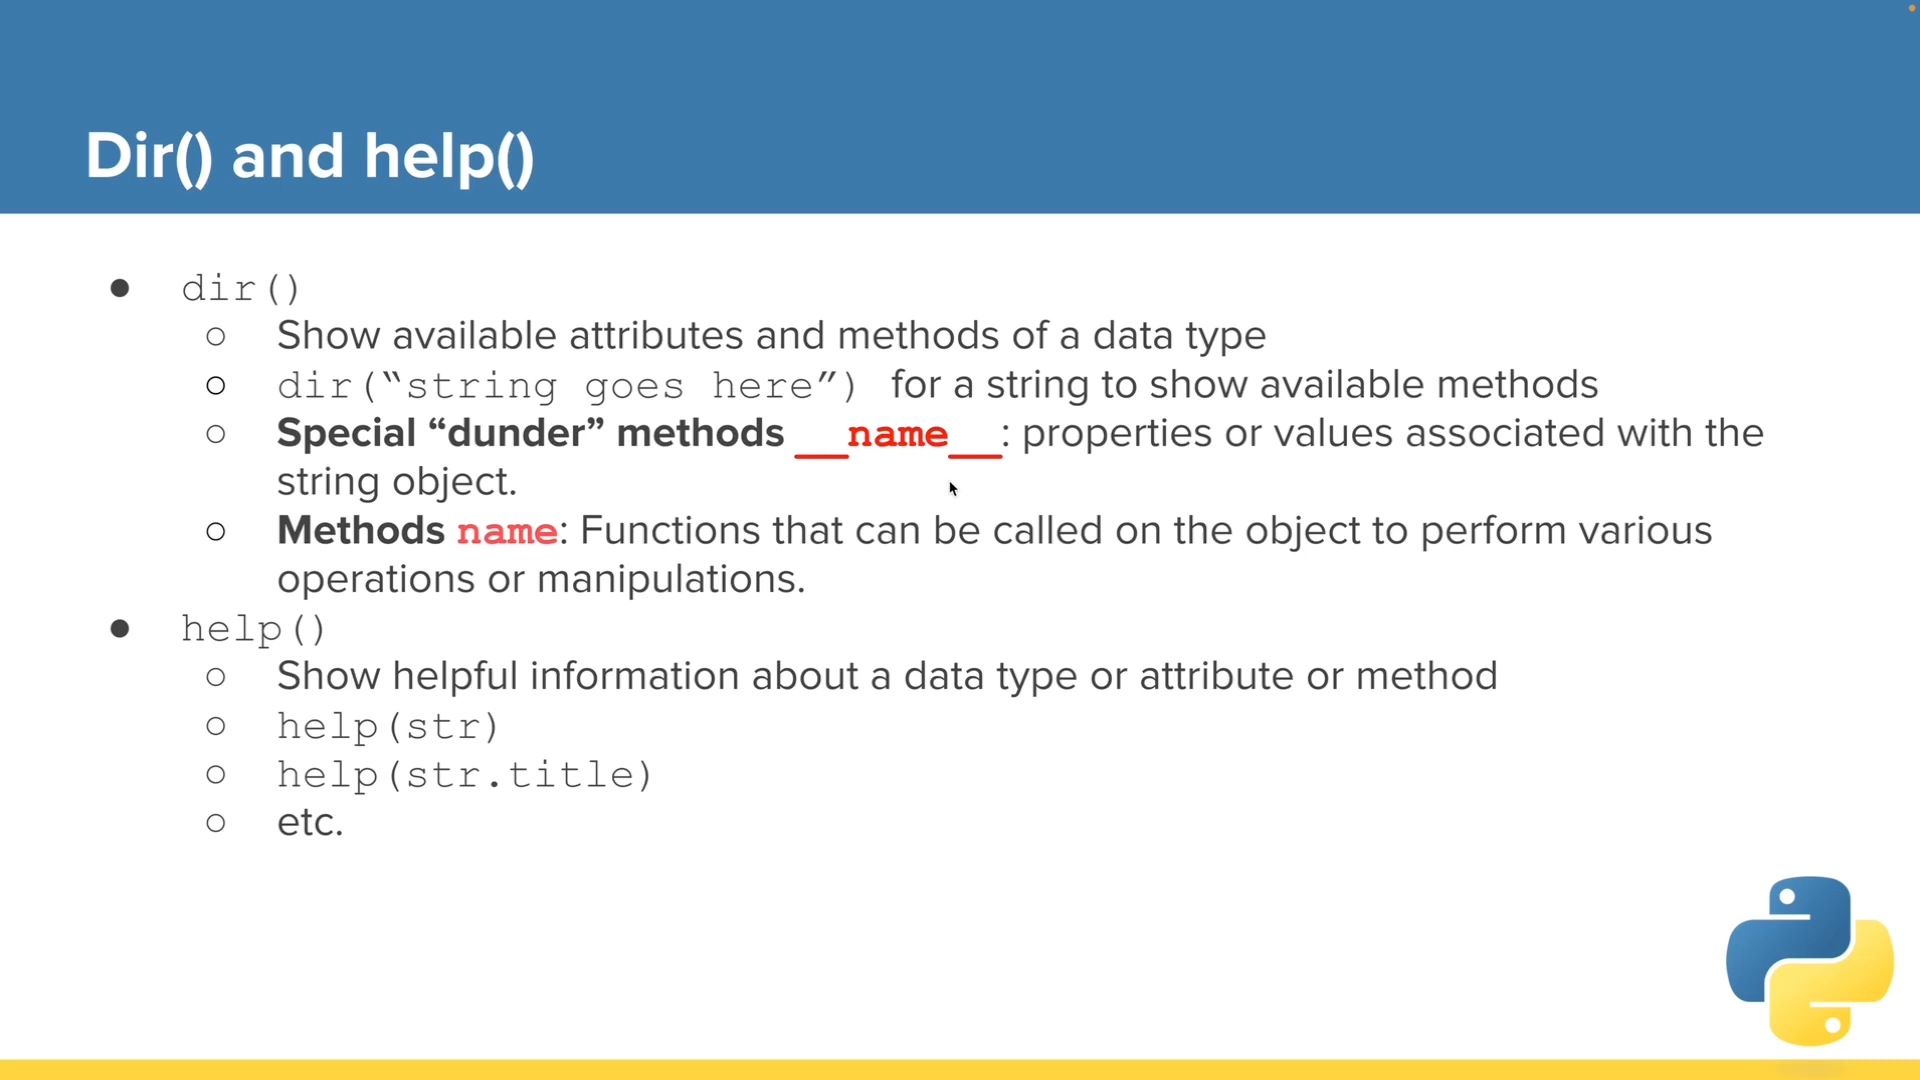 Dir() and help()
● dir()
○ Show available attributes and methods of a data type
○ dir(“string goes here”) for a string to show available methods
○ Special “dunder” methods __name__: properties or values associated with the
string object.
○ Methods name: Functions that can be called on the object to perform various
operations or manipulations.
● help()
○ Show helpful information about a data type or attribute or method
○ help(str)
○ help(str.title)
○ etc.